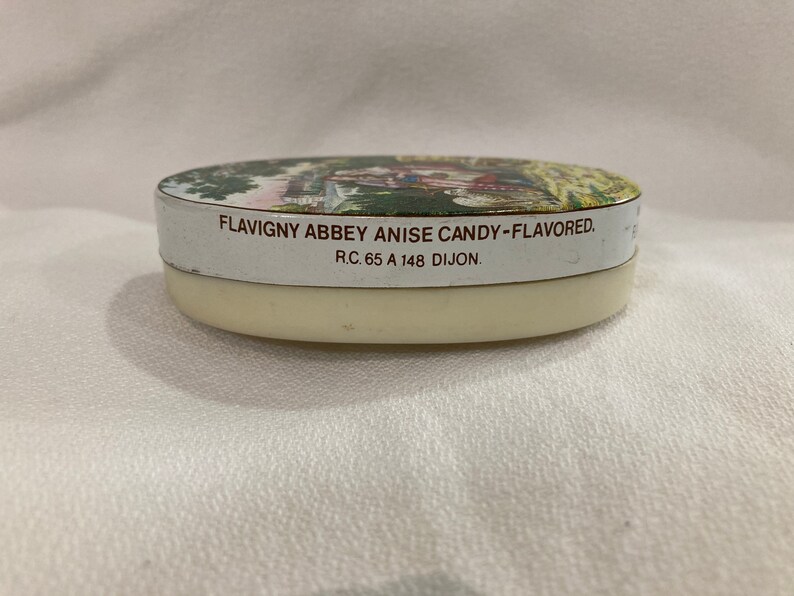 FLAVIGNY ABBEY ANISE CANDY-FLAVORED.
R.C. 65 A 148 DIJON.